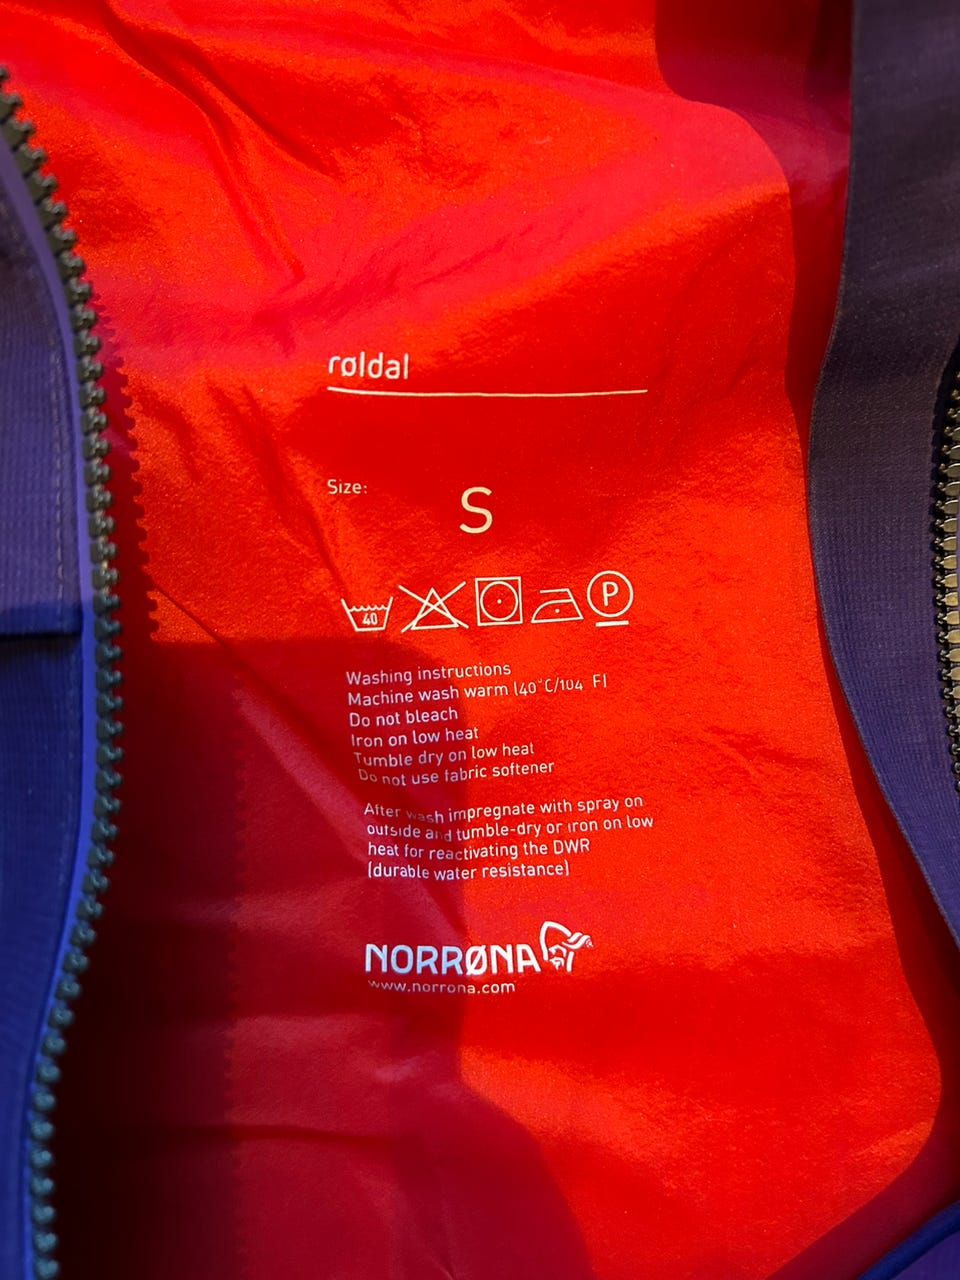 røldal
Size: S
40 P
Washing instructions
Machine wash warm (40°C/104 F)
Do not bleach
Iron on low heat
Tumble dry on low heat
Do not use fabric softener
After wash impregnate with spray on
outside and tumble-dry or iron on low
heat for reactivating the DWR
(durable water resistance)
NORRØNA
www.norrona.com